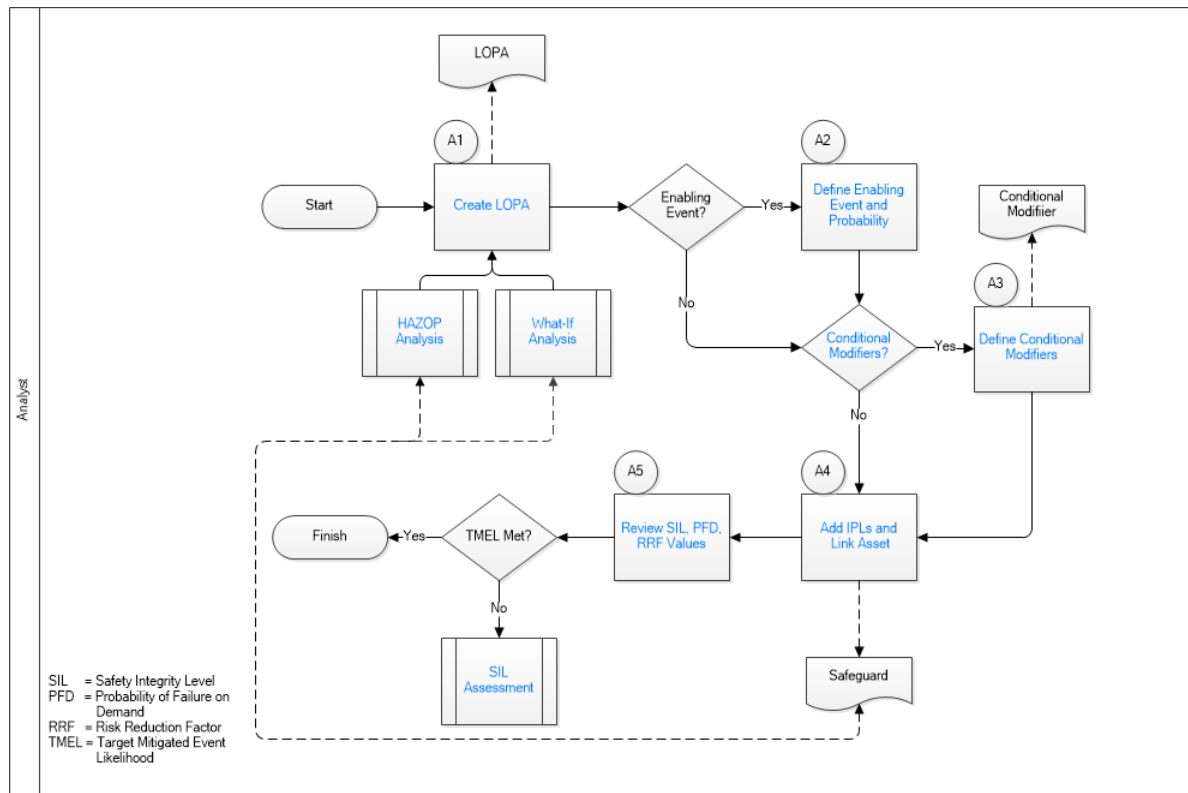 LOPA
A1
A2
Start
Create LOPA
Enabling
Event?
Yes
Define Enabling
Event and
Probability
Conditional
Modifiier
A3
No
HAZOP
Analysis
What-If
Analysis
Conditional
Modifiers?
Yes
Define Conditional
Modifiers
No
Analyst
A5
A4
Finish
Yes
TMEL Met?
Review SIL, PFD,
RRF Values
Add IPLs and
Link Asset
No
SIL
Assessment
Safeguard
SIL = Safety Integrity Level
PFD = Probability of Failure on
Demand
RRF = Risk Reduction Factor
TMEL = Target Mitigated Event
Likelihood